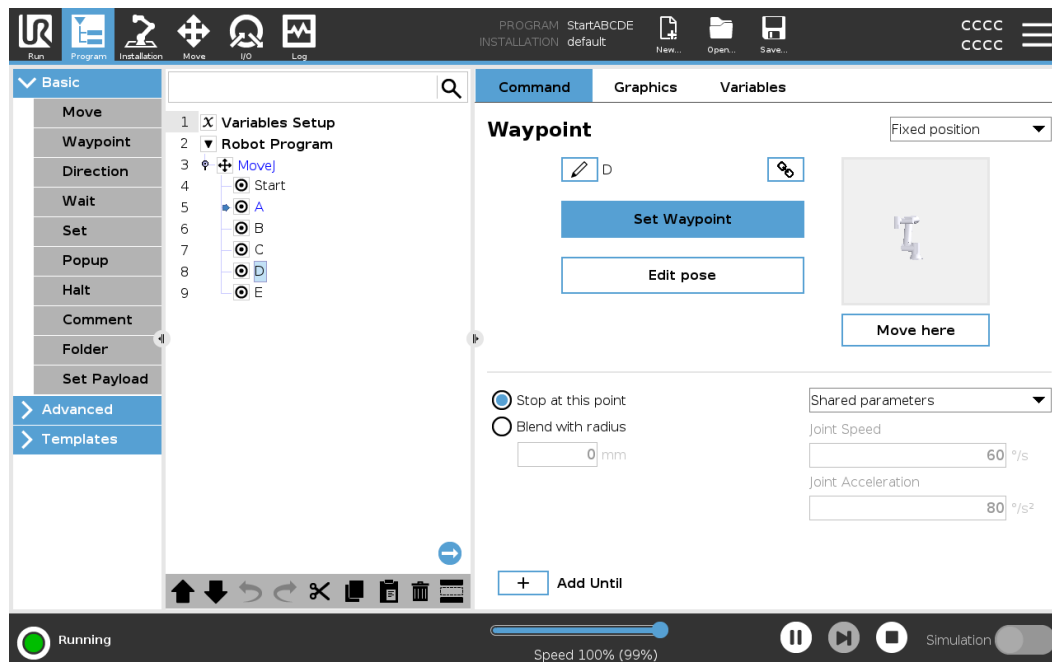 UR
Run
Program
Installation
Move
I/O
Log
PROGRAM StartABCDE
INSTALLATION default
New...
Open...
Save...
CCCC
CCCC
Basic
Move
Waypoint
Direction
Wait
Set
Popup
Halt
Comment
Folder
Set Payload
Advanced
Templates
1 X Variables Setup
2 Robot Program
3 MoveJ
4 Start
5 A
6 B
7 C
8 D
9 E
Command
Graphics
Variables
Waypoint
Fixed position
D
Set Waypoint
Edit pose
Move here
Stop at this point
Blend with radius
0 mm
Shared parameters
Joint Speed
60 °/s
Joint Acceleration
80 °/s²
+ Add Until
Running
Speed 100% (99%)
Simulation